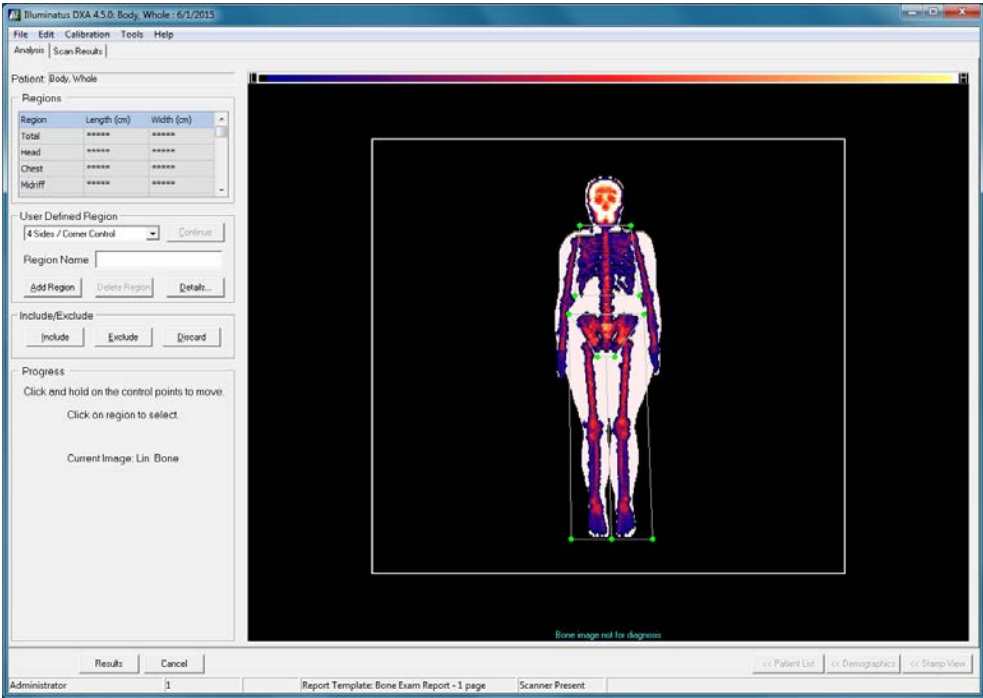 Illuminatus DXA 4.5.0: Body, Whole : 6/1/2015
File Edit Calibration Tools Help
Analysis Scan Results
Patient: Body, Whole
Regions
Region Length (cm) Width (cm)
Total ***** *****
Head ***** *****
Chest ***** *****
Midriff ***** *****
User Defined Region
4 Sides / Corner Control Continue
Region Name
Add Region Delete Region Details...
Include/Exclude
Include Exclude Discard
Progress
Click and hold on the control points to move.
Click on region to select.
Current Image: Lin Bone
L H
Bone image not for diagnosis
Results Cancel << Patient List << Demographics << Stamp View
Administrator 1 Report Template: Bone Exam Report - 1 page Scanner Present